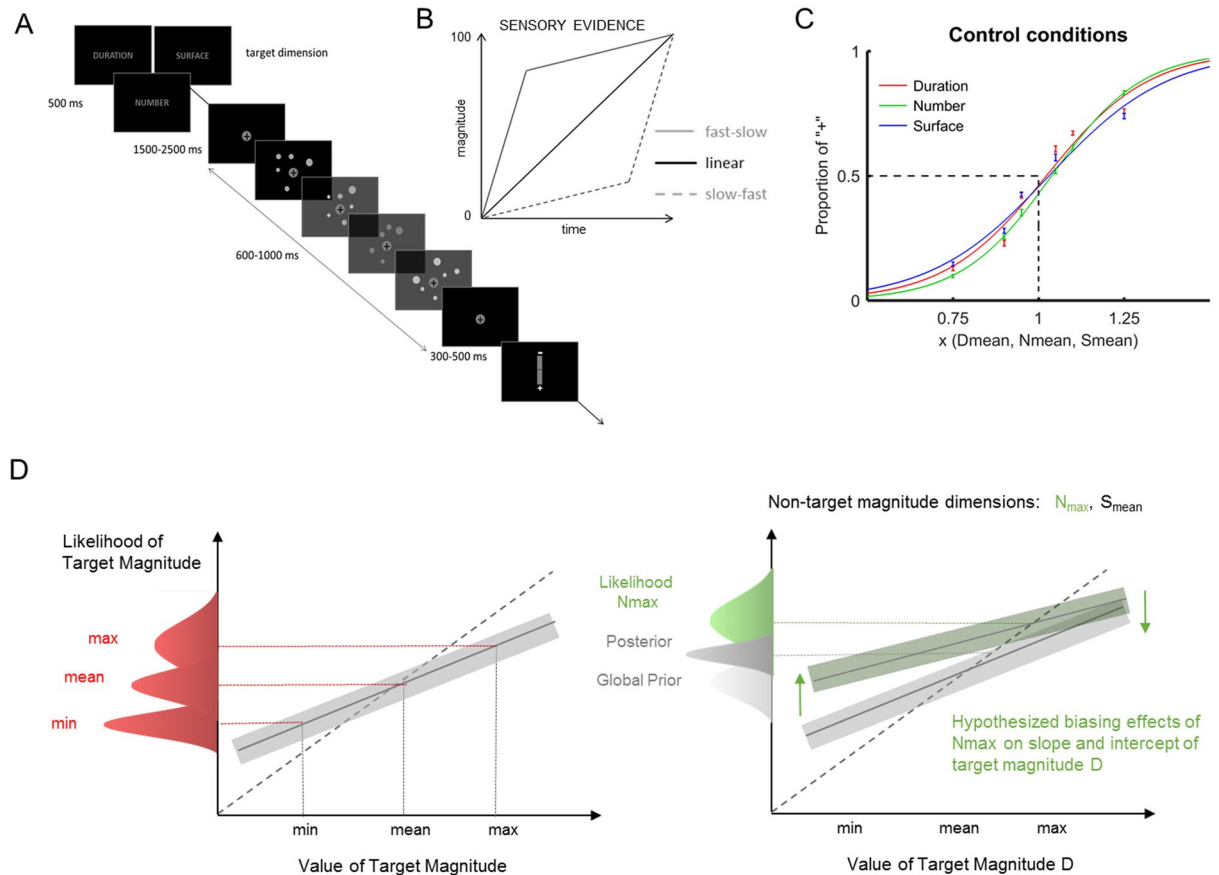 A
DURATION
SURFACE
target dimension
NUMBER
500 ms
1500-2500 ms
600-1000 ms
300-500 ms
-
+
B
SENSORY EVIDENCE
100
magnitude
0
time
fast-slow
linear
slow-fast
C
Control conditions
Duration
Number
Surface
Proportion of "+"
1
0.5
0
0.75
1
1.25
x (Dmean, Nmean, Smean)
D
Likelihood of
Target Magnitude
max
mean
min
min
mean
max
Value of Target Magnitude
Non-target magnitude dimensions: Nmax, Smean
Likelihood
Nmax
Posterior
Global Prior
Hypothesized biasing effects of
Nmax on slope and intercept of
target magnitude D
min
mean
max
Value of Target Magnitude D